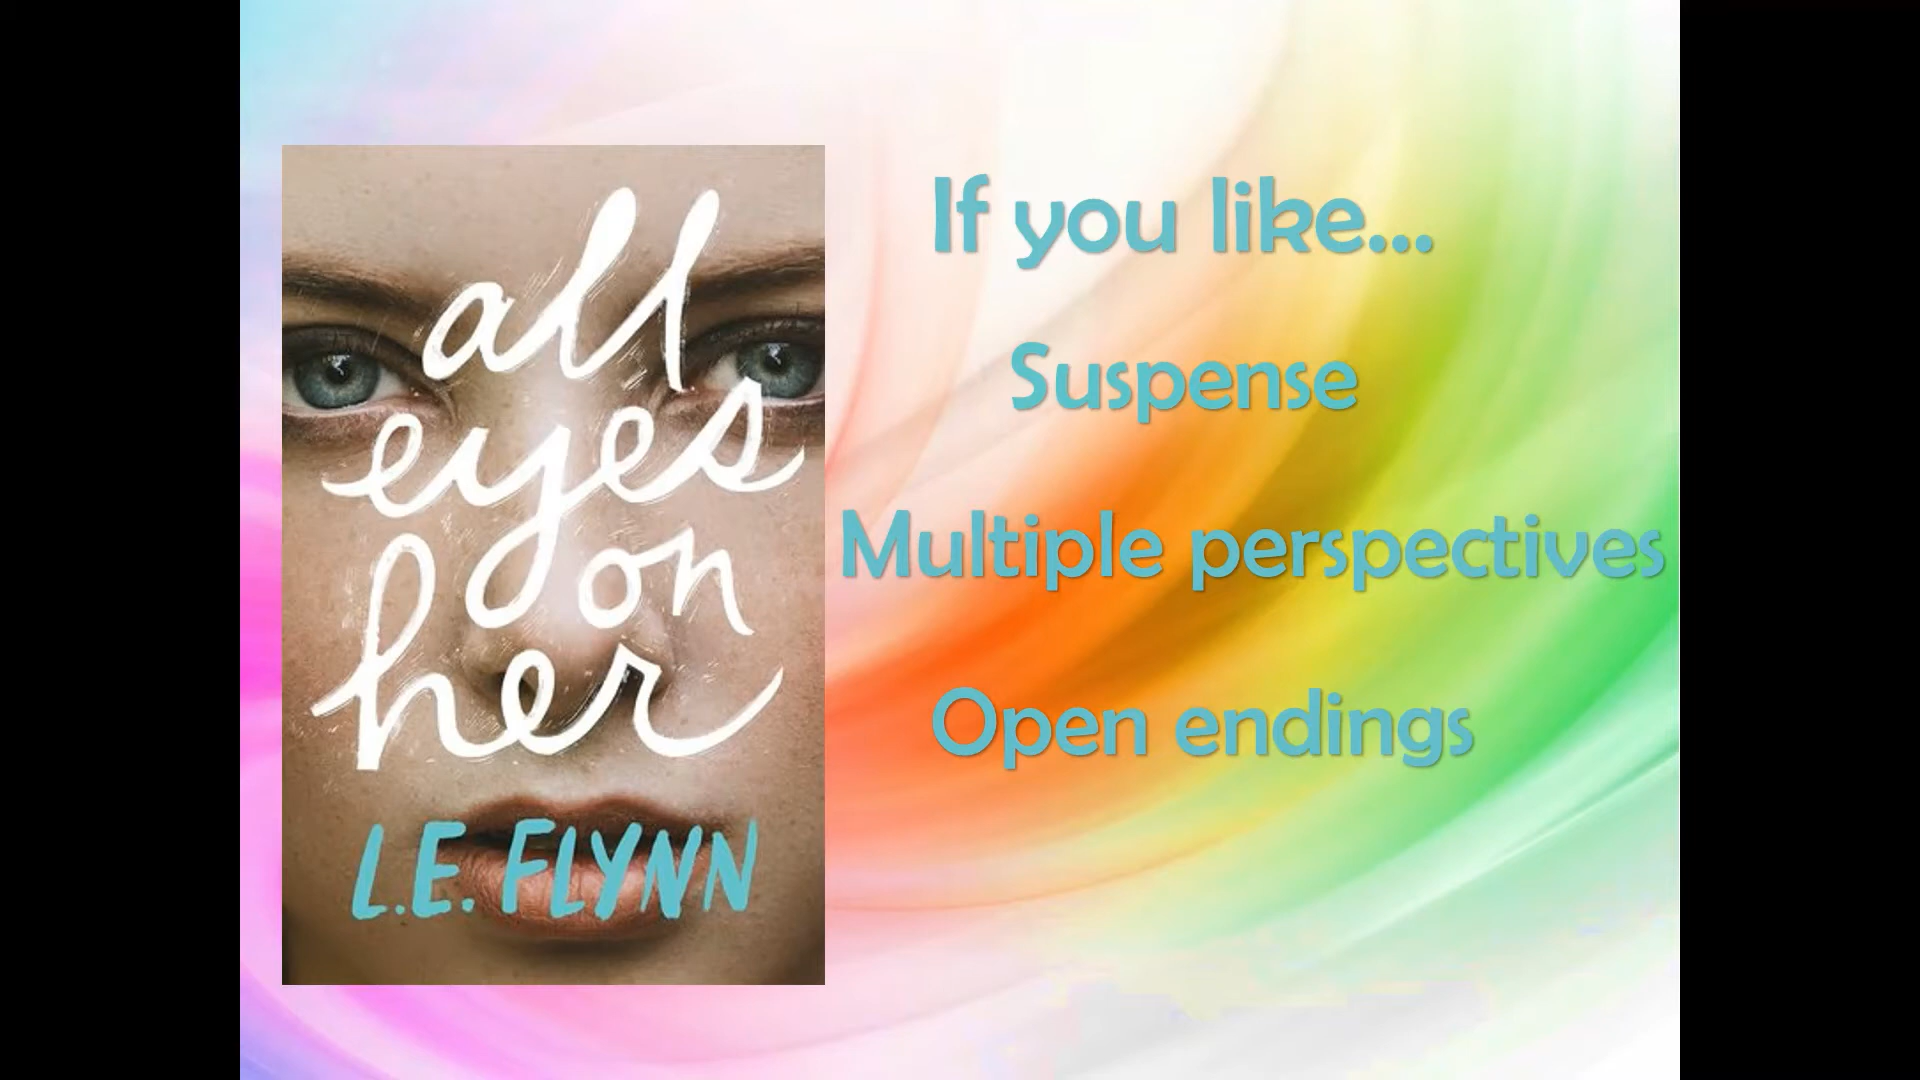 all
eyes
on
her
L.E. FLYNN
If you like...
Suspense
Multiple perspectives
Open endings